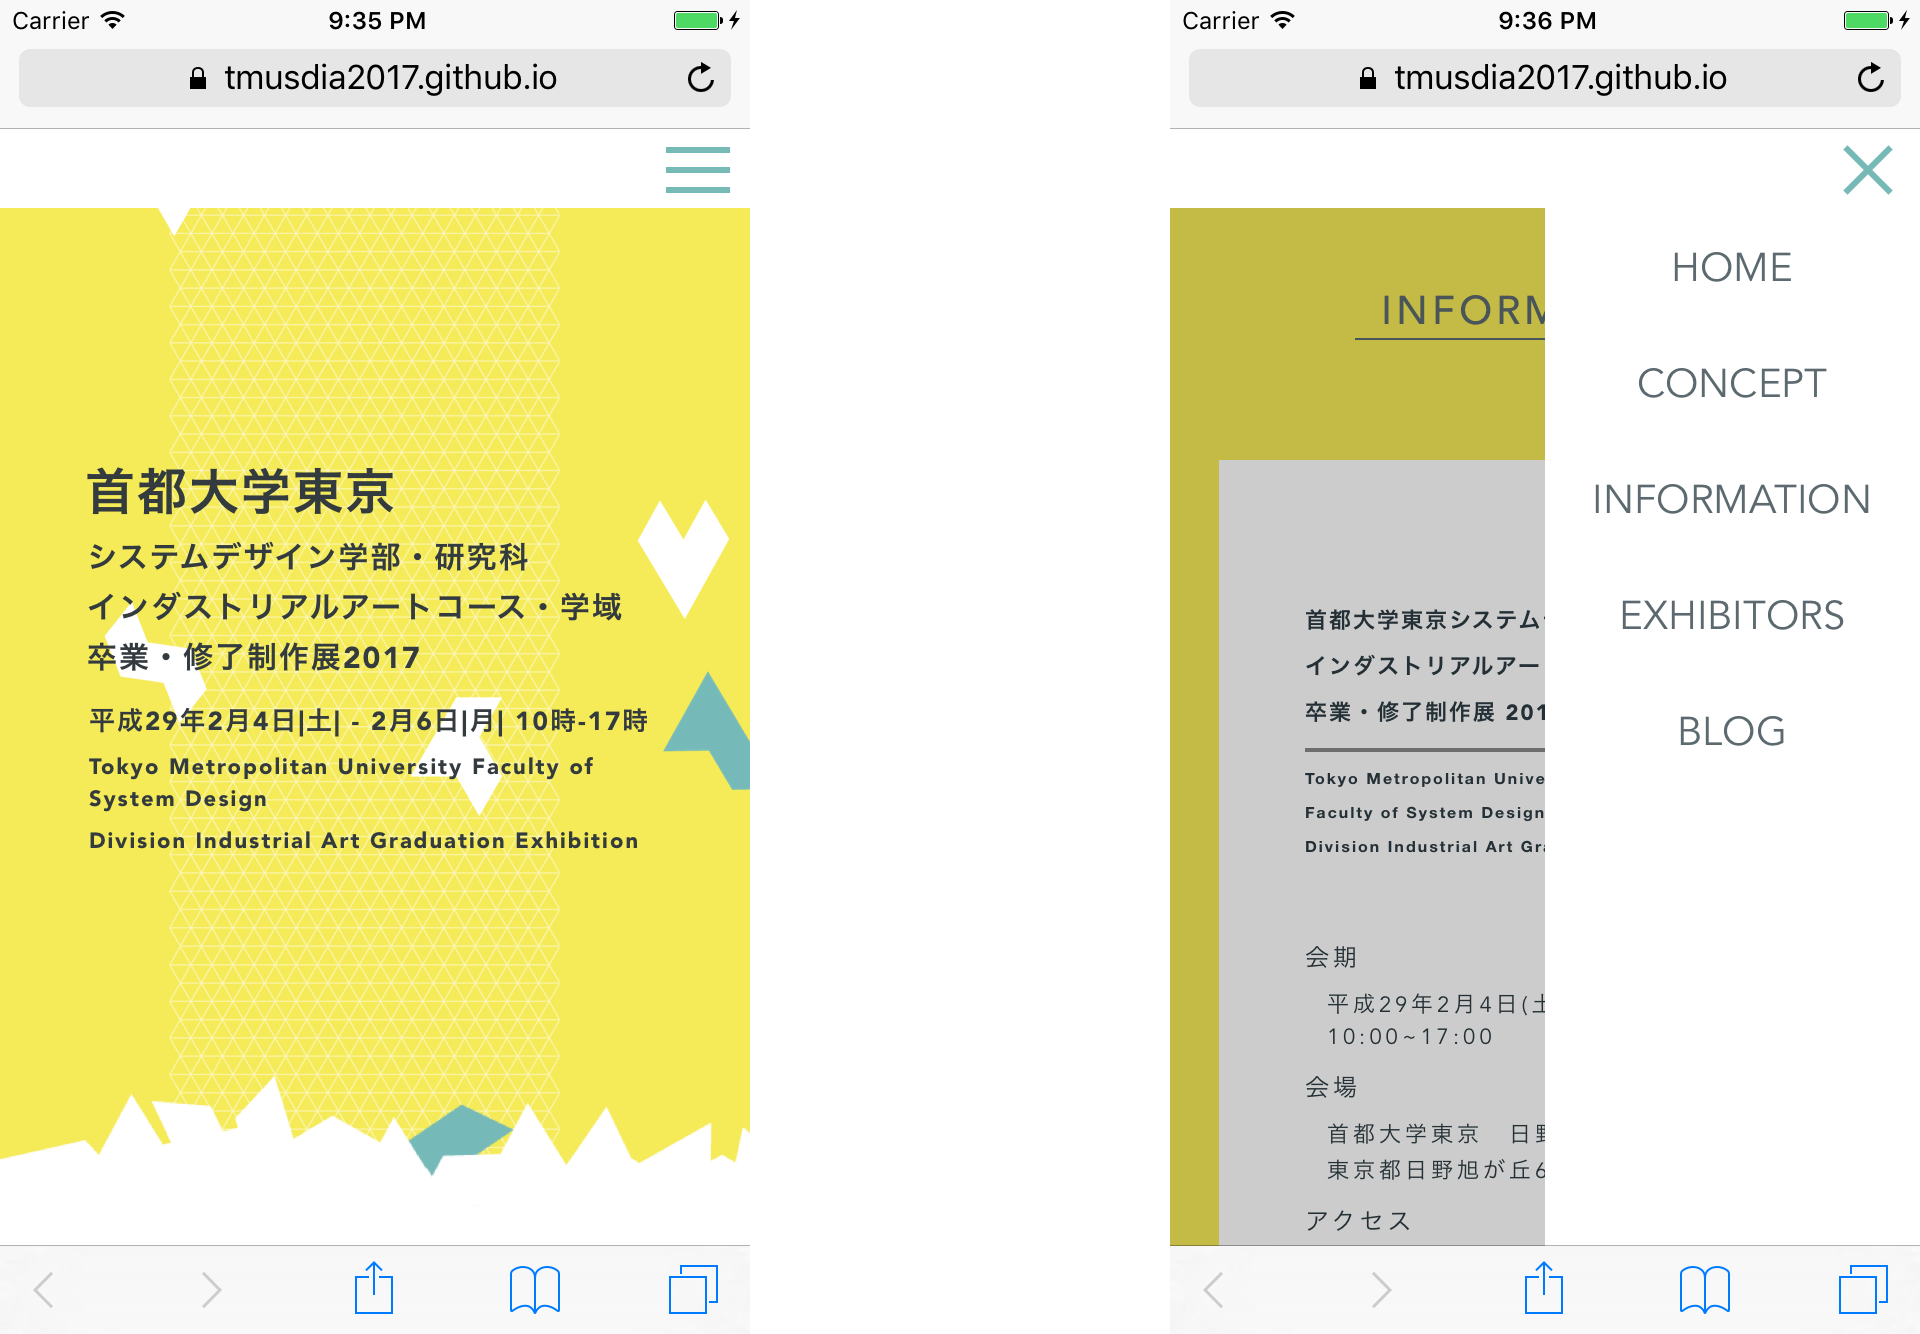 Carrier 9:35 PM
tmusdia2017.github.io
首都大学東京
システムデザイン学部・研究科
インダストリアルアートコース・学域
卒業・修了制作展2017
平成29年2月4日|土| - 2月6日|月| 10時-17時
Tokyo Metropolitan University Faculty of
System Design
Division Industrial Art Graduation Exhibition
Carrier 9:36 PM
tmusdia2017.github.io
INFORM
首都大学東京システム
インダストリアルアー
卒業・修了制作展 201
Tokyo Metropolitan Unive
Faculty of System Design
Division Industrial Art Gra
会期
平成29年2月4日(土
10:00~17:00
会場
首都大学東京 日野
東京都日野旭が丘6
アクセス
HOME
CONCEPT
INFORMATION
EXHIBITORS
BLOG